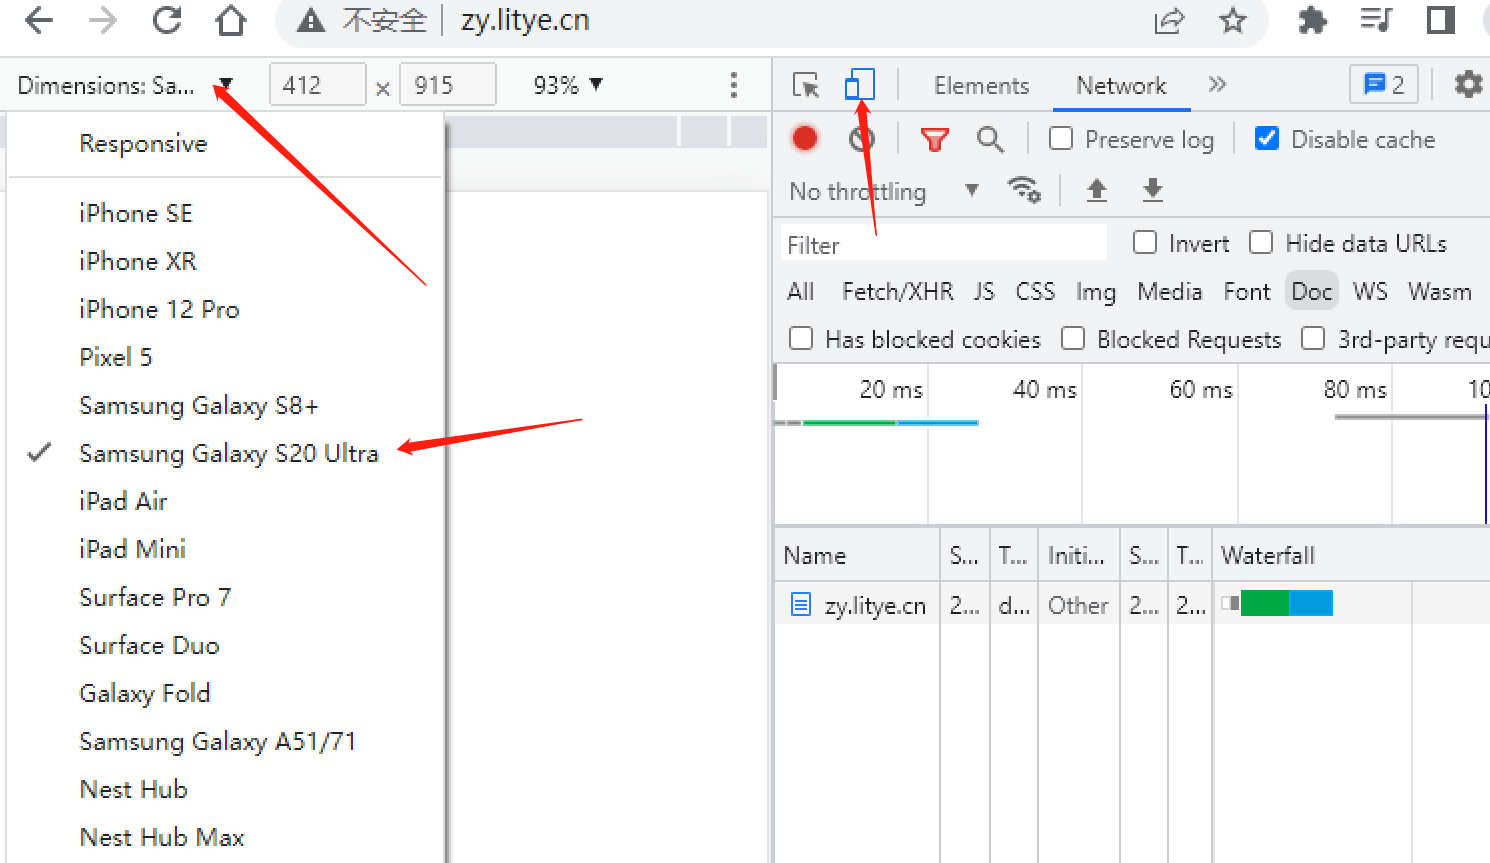 不安全 zy.litye.cn
Dimensions: Sa... 412 × 915 93%
Responsive
iPhone SE
iPhone XR
iPhone 12 Pro
Pixel 5
Samsung Galaxy S8+
Samsung Galaxy S20 Ultra
iPad Air
iPad Mini
Surface Pro 7
Surface Duo
Galaxy Fold
Samsung Galaxy A51/71
Nest Hub
Nest Hub Max
Elements Network 2
Preserve log Disable cache
No throttling
Filter Invert Hide data URLs
All Fetch/XHR JS CSS Img Media Font Doc WS Wasm
Has blocked cookies Blocked Requests 3rd-party requ
20 ms 40 ms 60 ms 80 ms 10
Name S... T... Initi... S... T... Waterfall
zy.litye.cn 2... d... Other 2... 2...